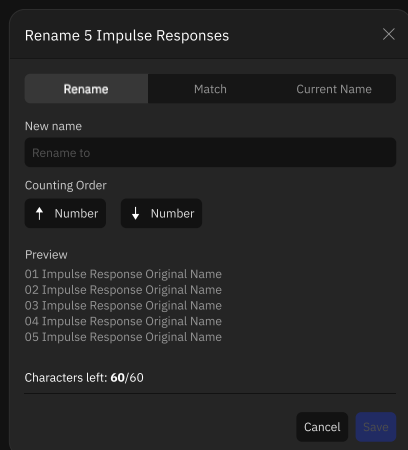 Rename 5 Impulse Responses
Rename Match Current Name
New name
Rename to
Counting Order
Number Number
Preview
01 Impulse Response Original Name
02 Impulse Response Original Name
03 Impulse Response Original Name
04 Impulse Response Original Name
05 Impulse Response Original Name
Characters left: 60/60
Cancel Save